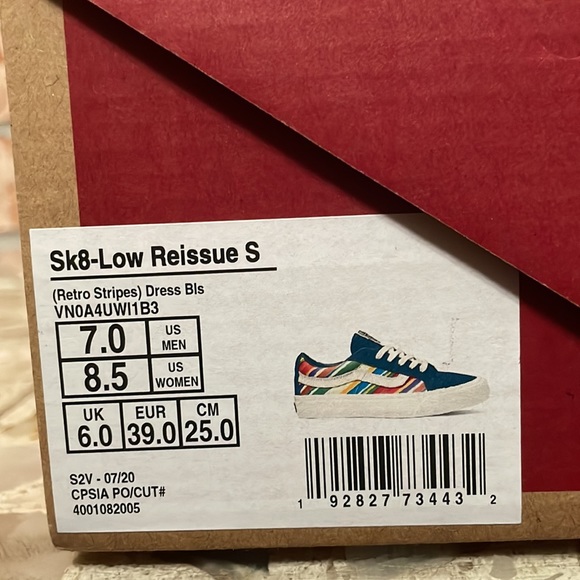 Sk8-Low Reissue S
(Retro Stripes) Dress Bls
VN0A4UWI1B3
7.0 US MEN
8.5 US WOMEN
UK EUR CM
6.0 39.0 25.0
S2V - 07/20
CPSIA PO/CUT#
4001082005
1 92827 73443 2